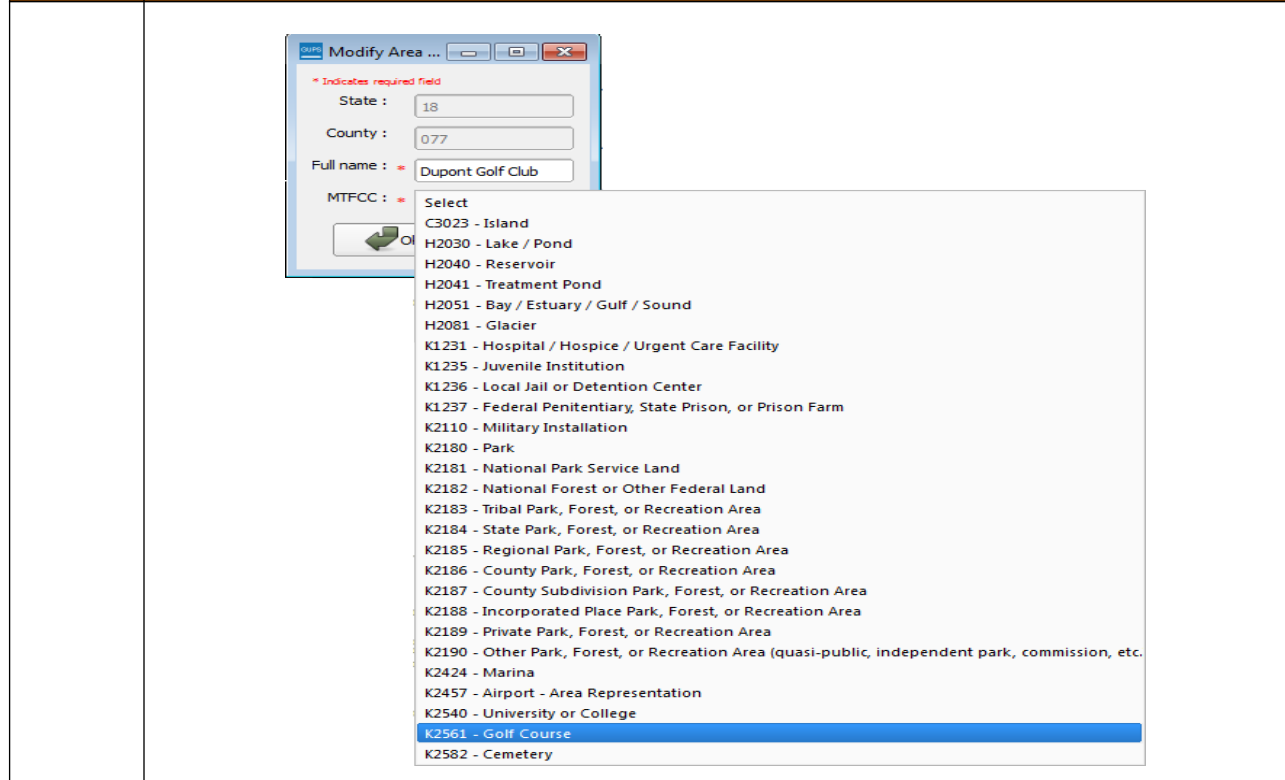 GUPS Modify Area ...
* Indicates required field
State : 18
County : 077
Full name : * Dupont Golf Club
MTFCC : *
Select
C3023 - Island
H2030 - Lake / Pond
H2040 - Reservoir
H2041 - Treatment Pond
H2051 - Bay / Estuary / Gulf / Sound
H2081 - Glacier
K1231 - Hospital / Hospice / Urgent Care Facility
K1235 - Juvenile Institution
K1236 - Local Jail or Detention Center
K1237 - Federal Penitentiary, State Prison, or Prison Farm
K2110 - Military Installation
K2180 - Park
K2181 - National Park Service Land
K2182 - National Forest or Other Federal Land
K2183 - Tribal Park, Forest, or Recreation Area
K2184 - State Park, Forest, or Recreation Area
K2185 - Regional Park, Forest, or Recreation Area
K2186 - County Park, Forest, or Recreation Area
K2187 - County Subdivision Park, Forest, or Recreation Area
K2188 - Incorporated Place Park, Forest, or Recreation Area
K2189 - Private Park, Forest, or Recreation Area
K2190 - Other Park, Forest, or Recreation Area (quasi-public, independent park, commission, etc.
K2424 - Marina
K2457 - Airport - Area Representation
K2540 - University or College
K2561 - Golf Course
K2582 - Cemetery